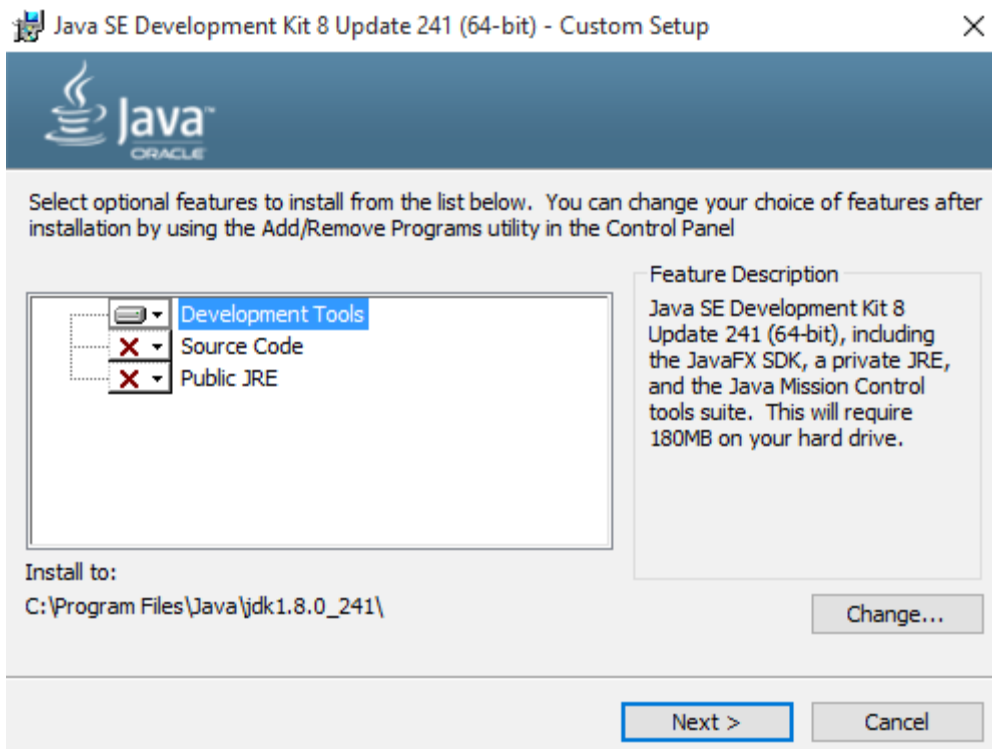 Java SE Development Kit 8 Update 241 (64-bit) - Custom Setup
Java™
ORACLE
Select optional features to install from the list below.  You can change your choice of features after
installation by using the Add/Remove Programs utility in the Control Panel
Development Tools
Source Code
Public JRE
Feature Description
Java SE Development Kit 8
Update 241 (64-bit), including
the JavaFX SDK, a private JRE,
and the Java Mission Control
tools suite.  This will require
180MB on your hard drive.
Install to:
C:\Program Files\Java\jdk1.8.0_241\
Change...
Next >
Cancel